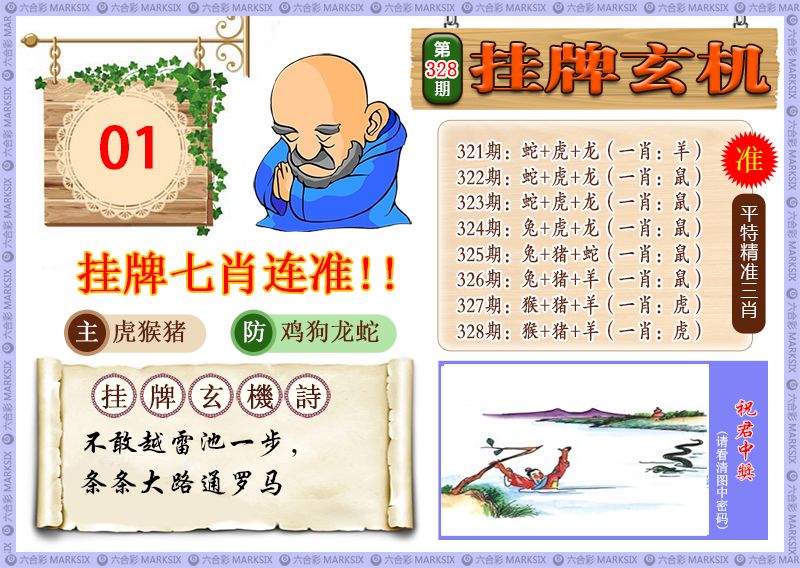 六合彩 MARKSIX
第
328
期
挂牌玄机
01
挂牌七肖连准!!
主 虎猴猪
防 鸡狗龙蛇
挂牌玄機詩
不敢越雷池一步，
条条大路通罗马
321期：蛇+虎+龙（一肖：羊）
322期：蛇+虎+龙（一肖：鼠）
323期：蛇+虎+龙（一肖：鼠）
324期：兔+虎+龙（一肖：鼠）
325期：兔+猪+蛇（一肖：鼠）
326期：兔+猪+羊（一肖：鼠）
327期：猴+猪+羊（一肖：虎）
328期：猴+猪+羊（一肖：虎）
准
平特精准三肖
祝君中獎
（请看清图中密码）